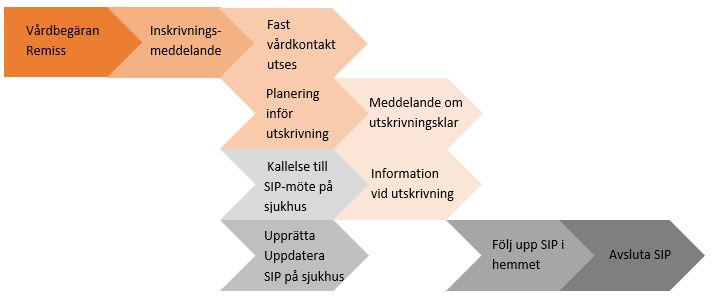 Vårdbegäran
Remiss
Inskrivnings-
meddelande
Fast
vårdkontakt
utses
Planering
inför
utskrivning
Meddelande om
utskrivningsklar
Kallelse till
SIP-möte på
sjukhus
Information
vid utskrivning
Upprätta
Uppdatera
SIP på sjukhus
Följ upp SIP i
hemmet
Avsluta SIP